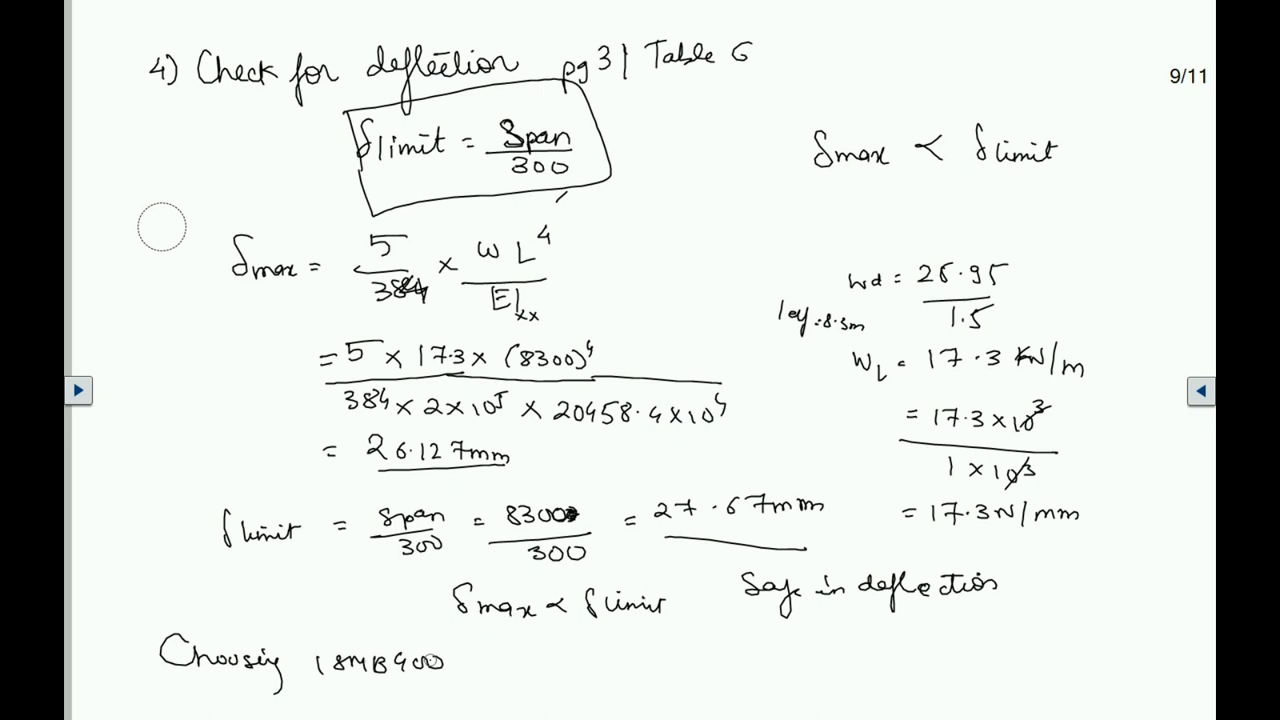 4) Check for deflection pg 31 Table 6
9/11
δlimit = Span / 300
δmax < δlimit
δmax = 5/384 × wL⁴/EIxx
wd = 25.95 / 1.5
ley = 8.3m
= 5 × 17.3 × (8300)⁴ / 384 × 2×10⁵ × 20458.4×10⁴
WL = 17.3 KN/m
= 17.3×10³ / 1×10³
= 26.127mm
= 17.3N/mm
δlimit = Span/300 = 8300/300 = 27.67mm
δmax < δlimit Safe in deflection
Choosing ISMB400